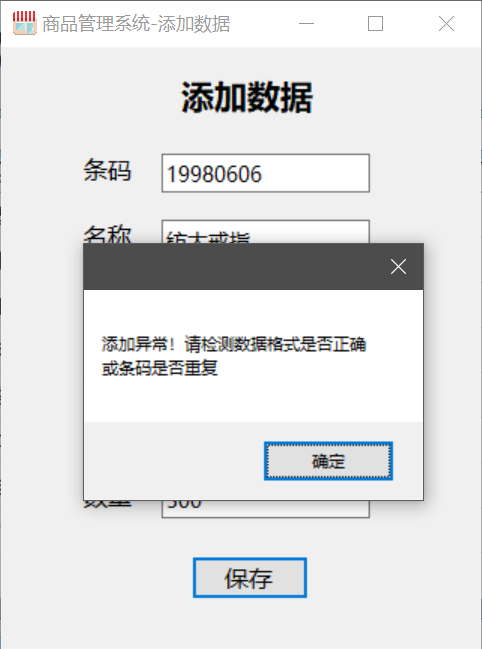 商品管理系统-添加数据
添加数据
条码
19980606
名称
添加异常！请检测数据格式是否正确
或条码是否重复
确定
数量
500
保存